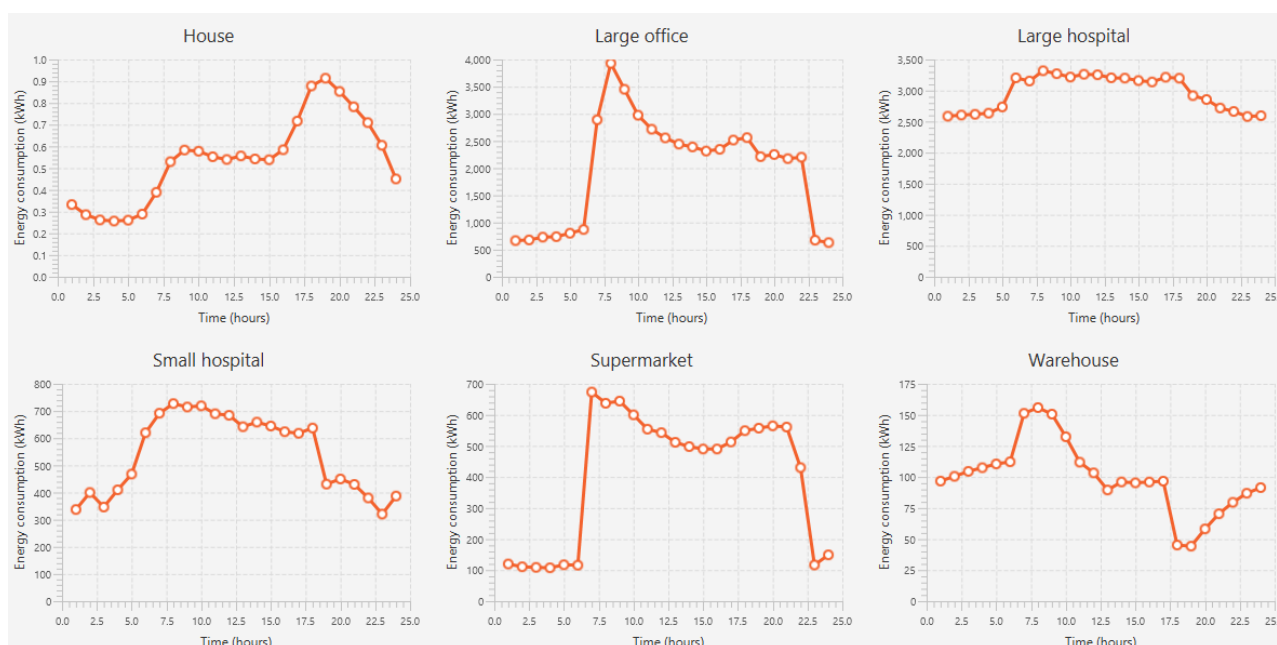 House
Large office
Large hospital
Energy consumption (kWh)
1.0
0.9
0.8
0.7
0.6
0.5
0.4
0.3
0.2
0.1
0.0
0.0 2.5 5.0 7.5 10.0 12.5 15.0 17.5 20.0 22.5 25.0
Time (hours)
Energy consumption (kWh)
4,000
3,500
3,000
2,500
2,000
1,500
1,000
500
0
0.0 2.5 5.0 7.5 10.0 12.5 15.0 17.5 20.0 22.5 25.0
Time (hours)
Energy consumption (kWh)
3,500
3,000
2,500
2,000
1,500
1,000
500
0
0.0 2.5 5.0 7.5 10.0 12.5 15.0 17.5 20.0 22.5 25.0
Time (hours)
Small hospital
Supermarket
Warehouse
Energy consumption (kWh)
800
700
600
500
400
300
200
100
0
0.0 2.5 5.0 7.5 10.0 12.5 15.0 17.5 20.0 22.5 25.0
Time (hours)
Energy consumption (kWh)
700
600
500
400
300
200
100
0
0.0 2.5 5.0 7.5 10.0 12.5 15.0 17.5 20.0 22.5 25.0
Time (hours)
Energy consumption (kWh)
175
150
125
100
75
50
25
0
0.0 2.5 5.0 7.5 10.0 12.5 15.0 17.5 20.0 22.5 25.0
Time (hours)